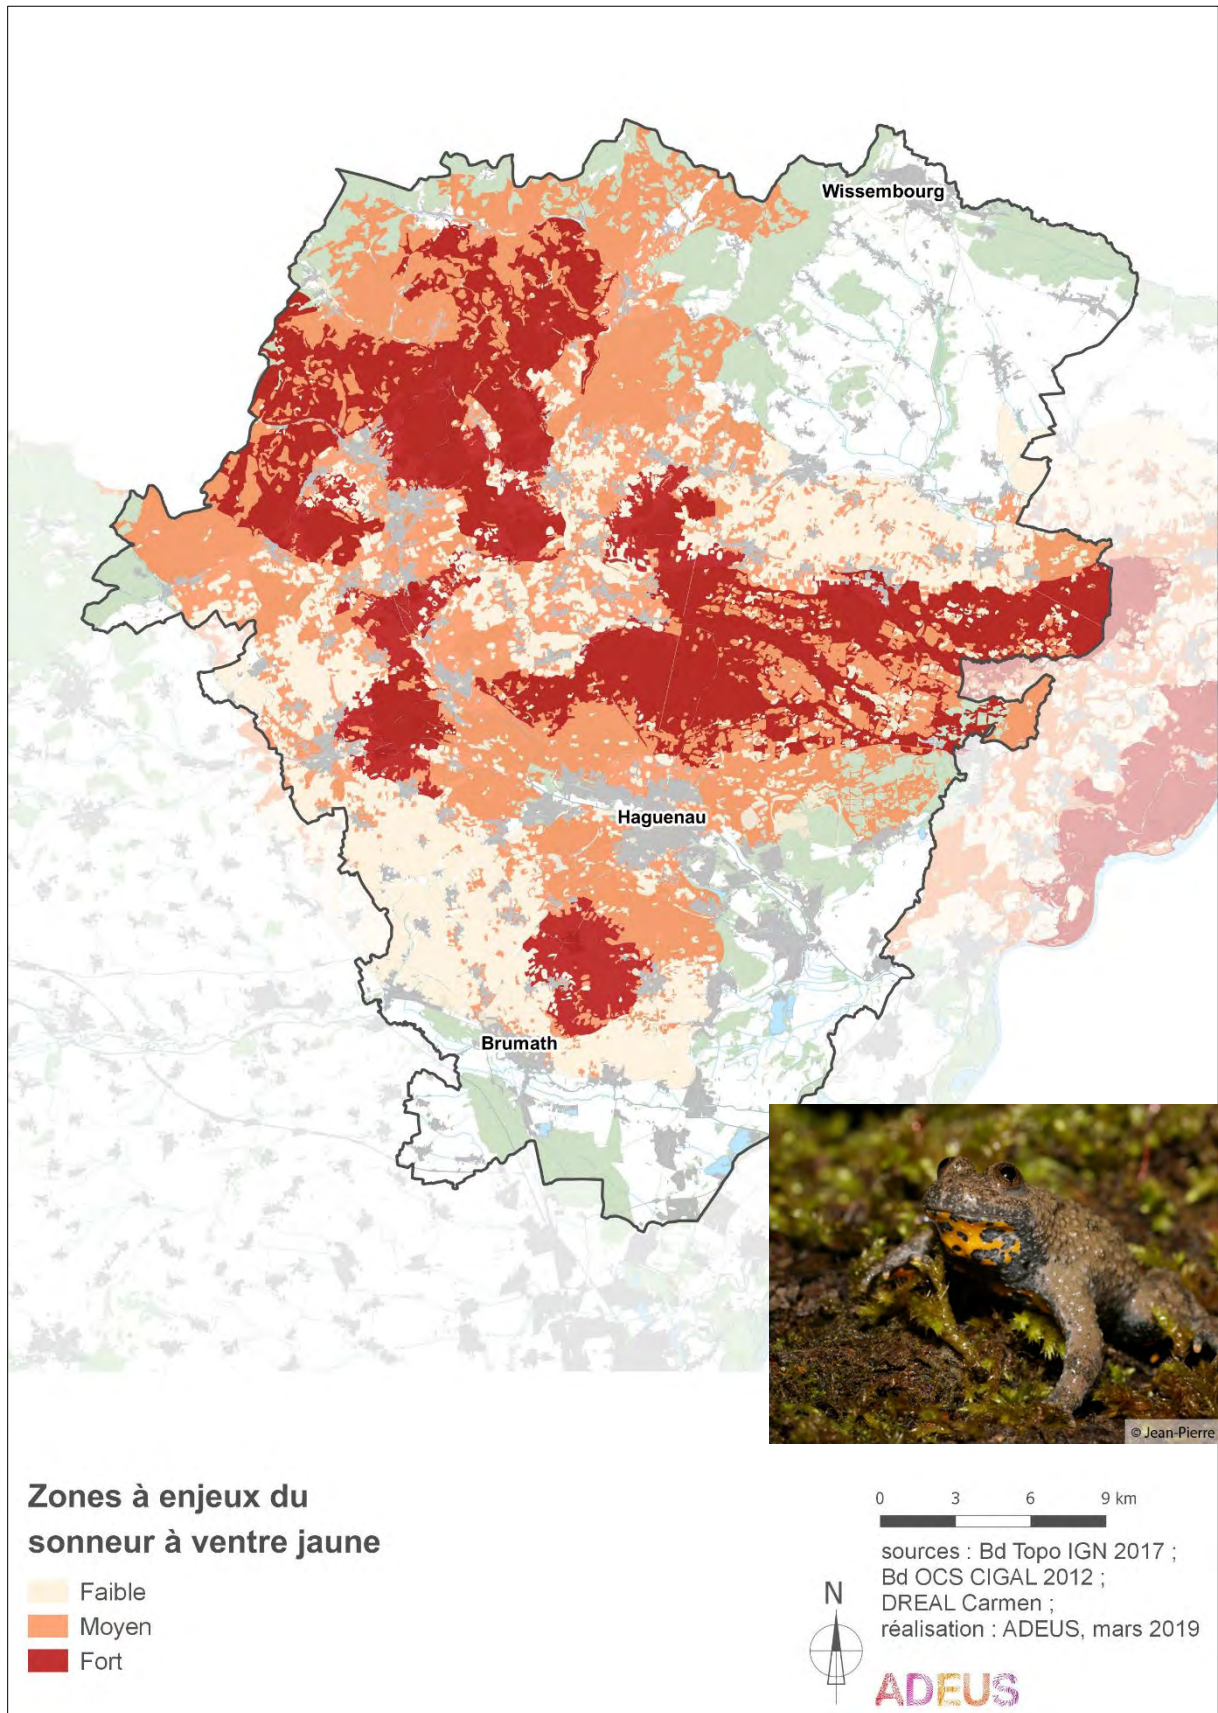 Wissembourg
Haguenau
Brumath
© Jean-Pierre
Zones à enjeux du
sonneur à ventre jaune
Faible
Moyen
Fort
0 3 6 9 km
sources : Bd Topo IGN 2017 ;
Bd OCS CIGAL 2012 ;
DREAL Carmen ;
réalisation : ADEUS, mars 2019
N
ADEUS